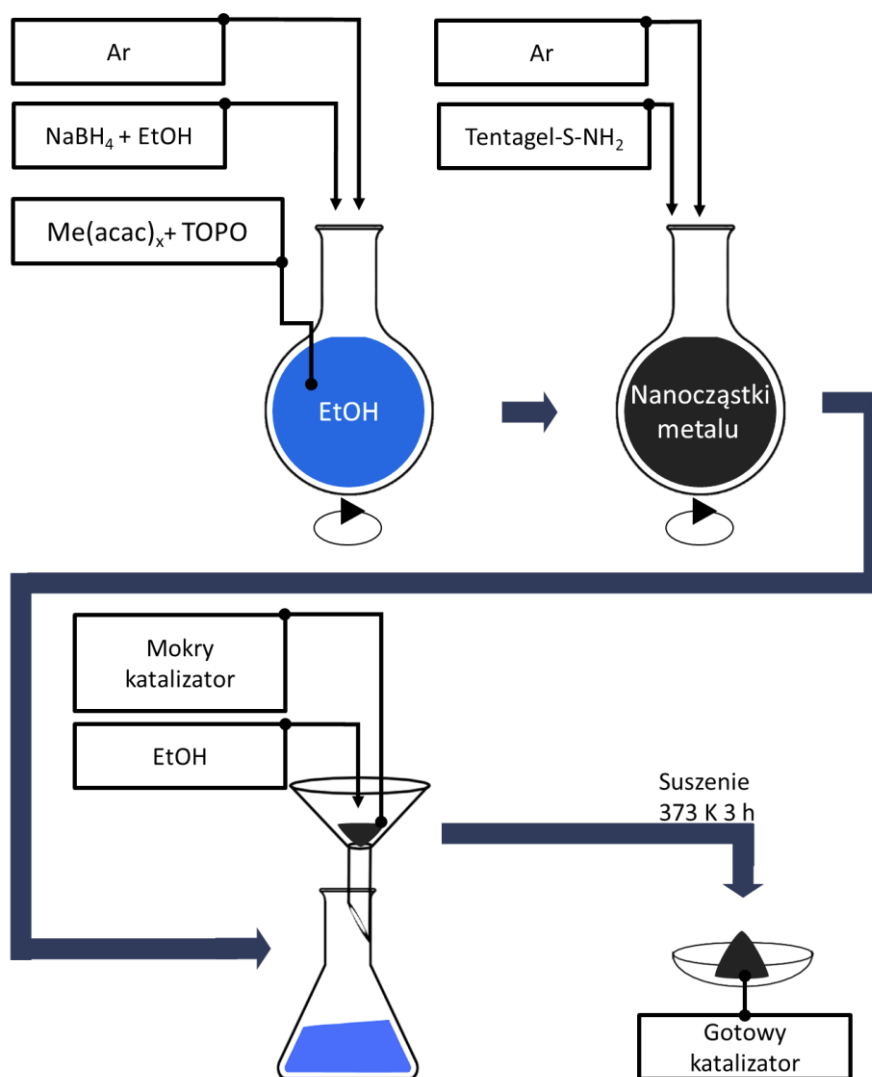 Ar
NaBH₄ + EtOH
Me(acac)ₓ+ TOPO
EtOH
Ar
Tentagel-S-NH₂
Nanocząstki
metalu
Mokry
katalizator
EtOH
Suszenie
373 K 3 h
Gotowy
katalizator